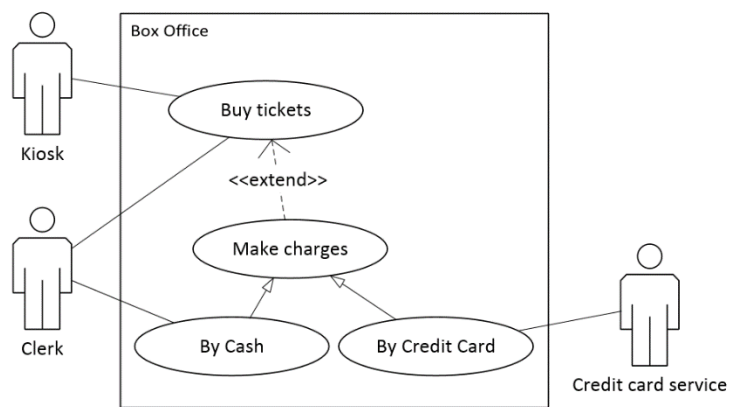 Box Office
Buy tickets
Kiosk
<<extend>>
Make charges
By Cash
By Credit Card
Clerk
Credit card service